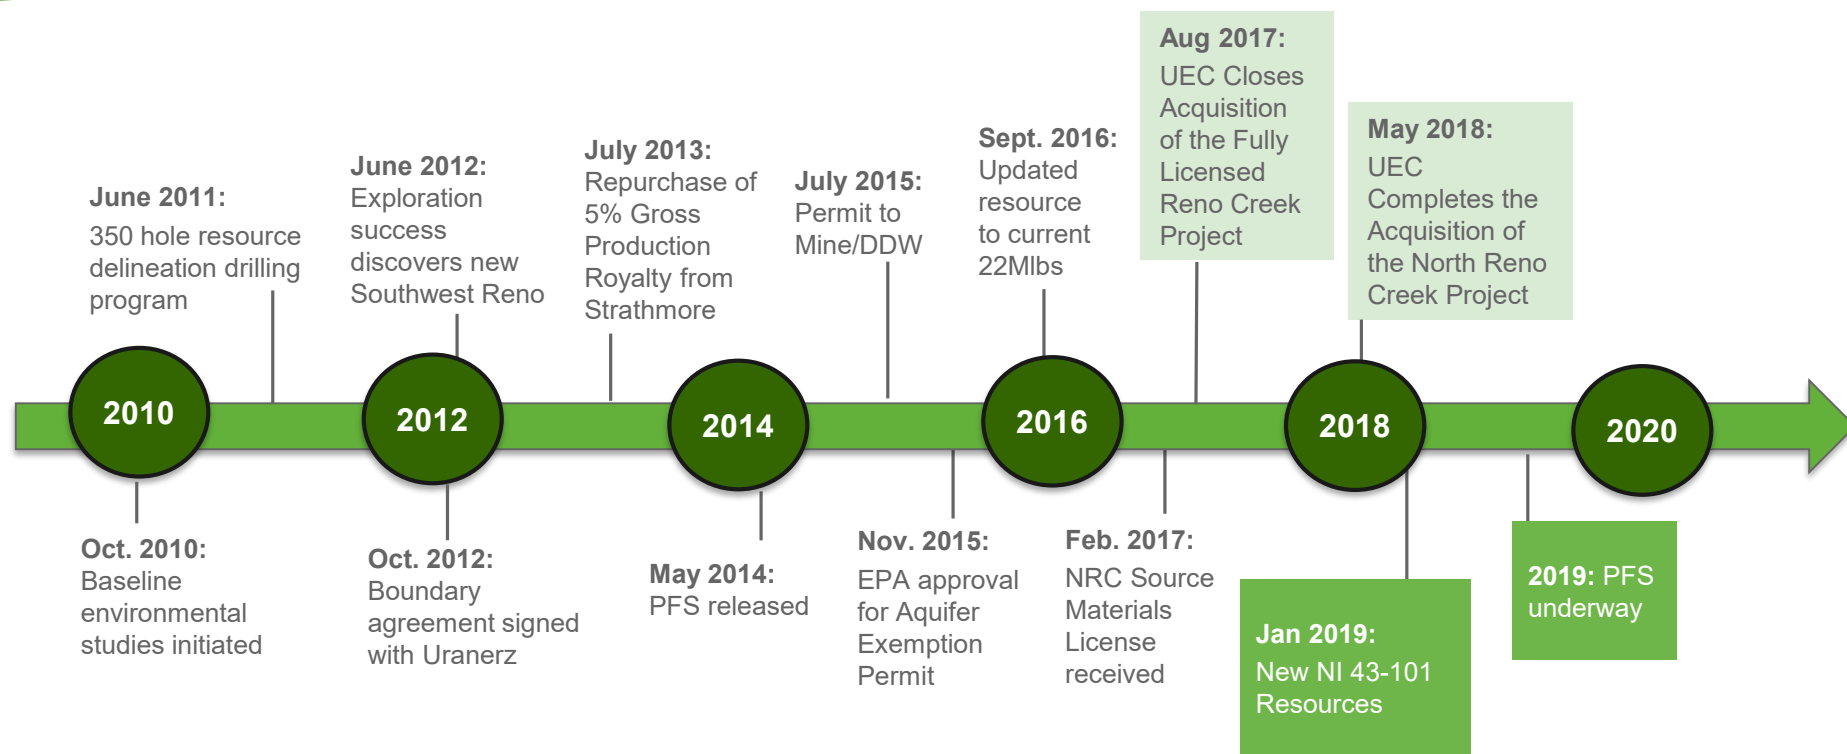 June 2011:
350 hole resource
delineation drilling
program
June 2012:
Exploration
success
discovers new
Southwest Reno
July 2013:
Repurchase of
5% Gross
Production
Royalty from
Strathmore
July 2015:
Permit to
Mine/DDW
Sept. 2016:
Updated
resource
to current
22Mlbs
Aug 2017:
UEC Closes
Acquisition
of the Fully
Licensed
Reno Creek
Project
May 2018:
UEC
Completes the
Acquisition of
the North Reno
Creek Project
2010
2012
2014
2016
2018
2020
Oct. 2010:
Baseline
environmental
studies initiated
Oct. 2012:
Boundary
agreement signed
with Uranerz
May 2014:
PFS released
Nov. 2015:
EPA approval
for Aquifer
Exemption
Permit
Feb. 2017:
NRC Source
Materials
License
received
Jan 2019:
New NI 43-101
Resources
2019: PFS
underway